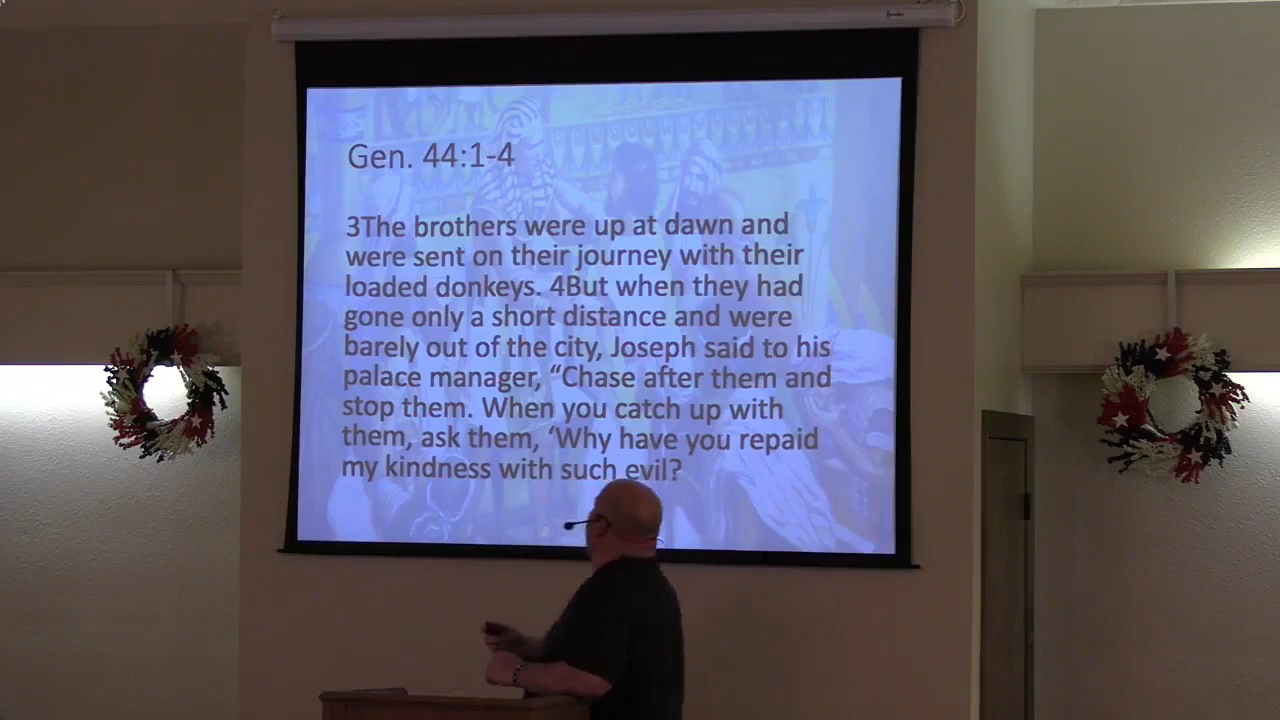 Gen. 44:1-4
3The brothers were up at dawn and
were sent on their journey with their
loaded donkeys. 4But when they had
gone only a short distance and were
barely out of the city, Joseph said to his
palace manager, “Chase after them and
stop them. When you catch up with
them, ask them, ‘Why have you repaid
my kindness with such evil?